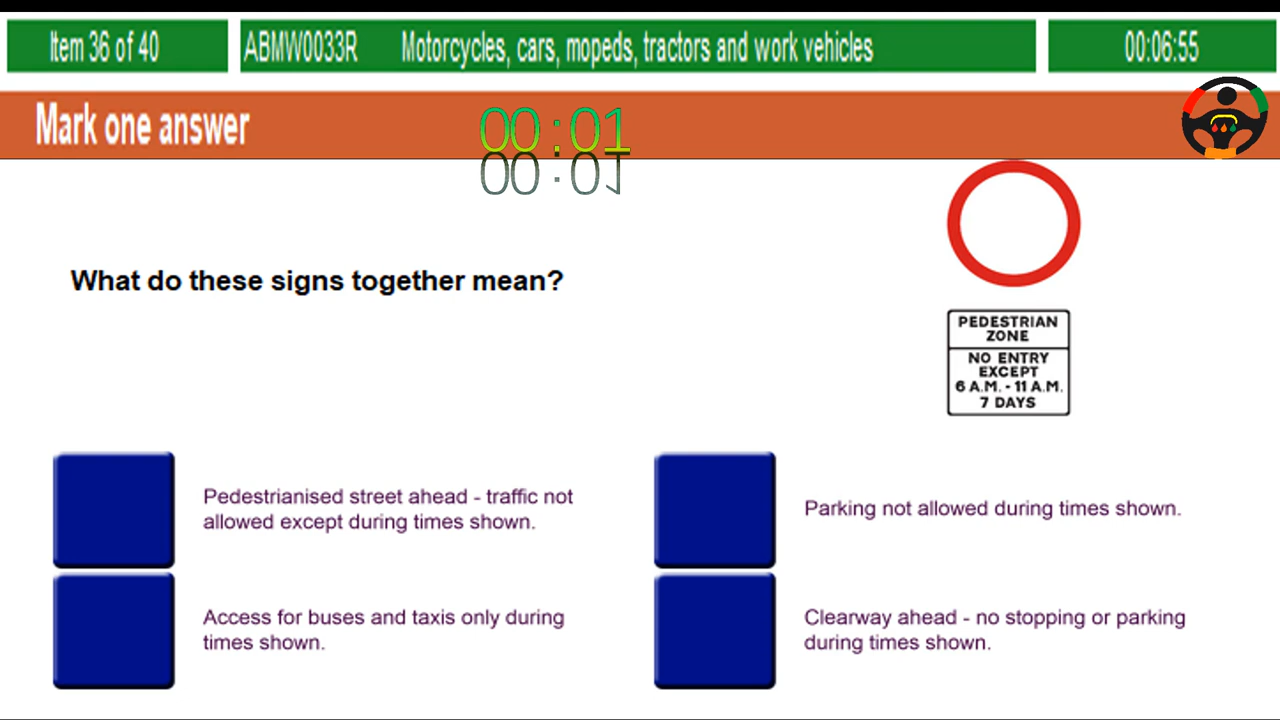 Item 36 of 40
ABMW0033R
Motorcycles, cars, mopeds, tractors and work vehicles
00:06:55
Mark one answer
00:01
What do these signs together mean?
PEDESTRIAN
ZONE
NO ENTRY
EXCEPT
6 A.M. - 11 A.M.
7 DAYS
Pedestrianised street ahead - traffic not
allowed except during times shown.
Parking not allowed during times shown.
Access for buses and taxis only during
times shown.
Clearway ahead - no stopping or parking
during times shown.